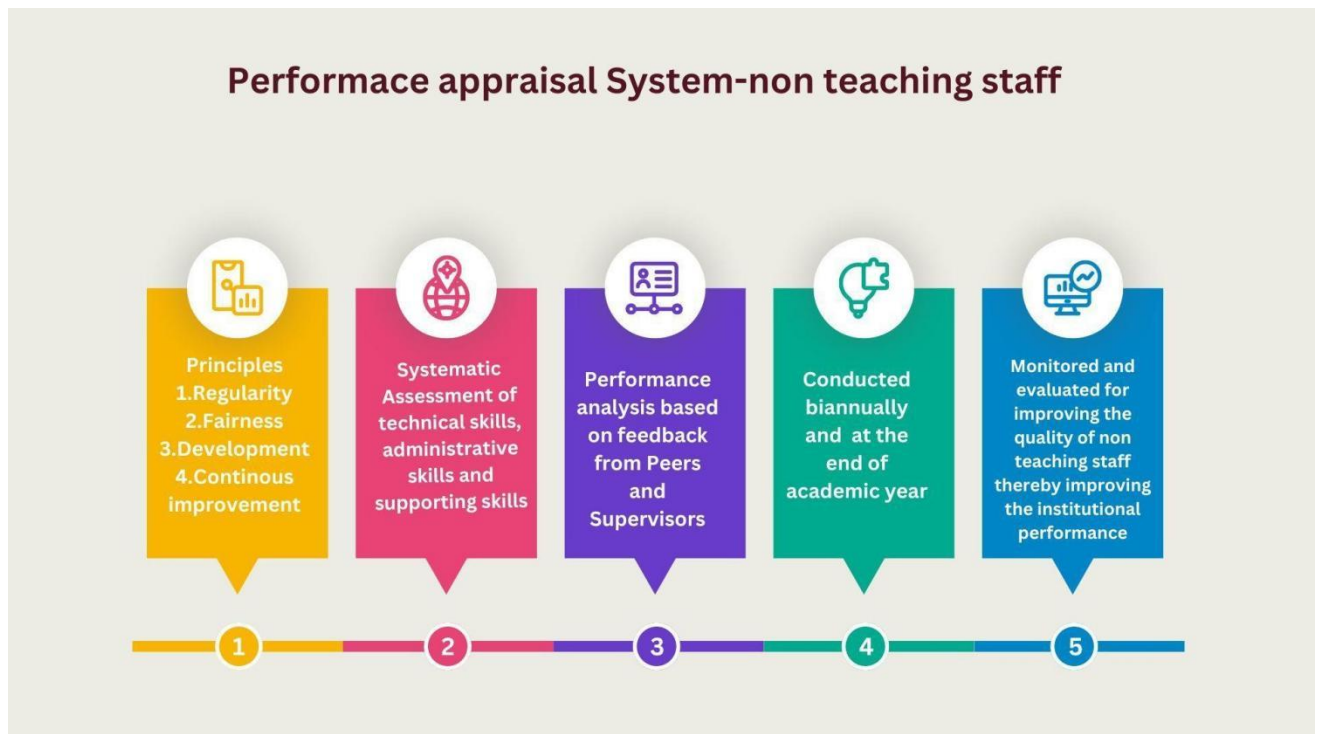 Performace appraisal System-non teaching staff
Principles
1.Regularity
2.Fairness
3.Development
4.Continous
improvement
Systematic
Assessment of
technical skills,
administrative
skills and
supporting skills
Performance
analysis based
on feedback
from Peers
and
Supervisors
Conducted
biannually
and at the
end of
academic year
Monitored and
evaluated for
improving the
quality of non
teaching staff
thereby improving
the institutional
performance
1
2
3
4
5